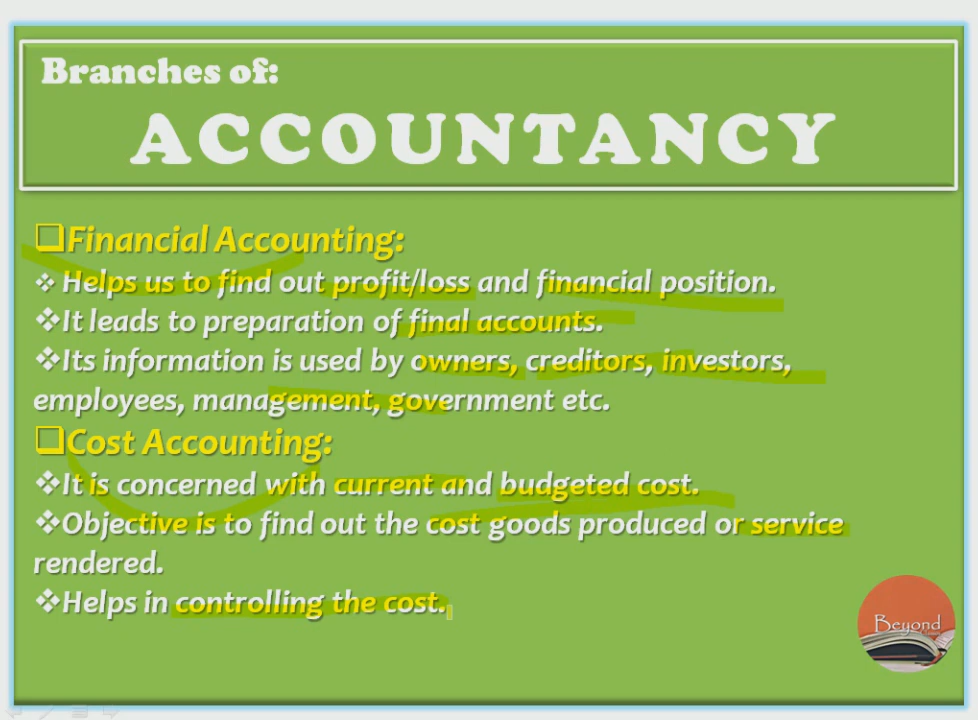 Branches of:
ACCOUNTANCY
Financial Accounting:
Helps us to find out profit/loss and financial position.
It leads to preparation of final accounts.
Its information is used by owners, creditors, investors,
employees, management, government etc.
Cost Accounting:
It is concerned with current and budgeted cost.
Objective is to find out the cost goods produced or service
rendered.
Helps in controlling the cost.
Beyond